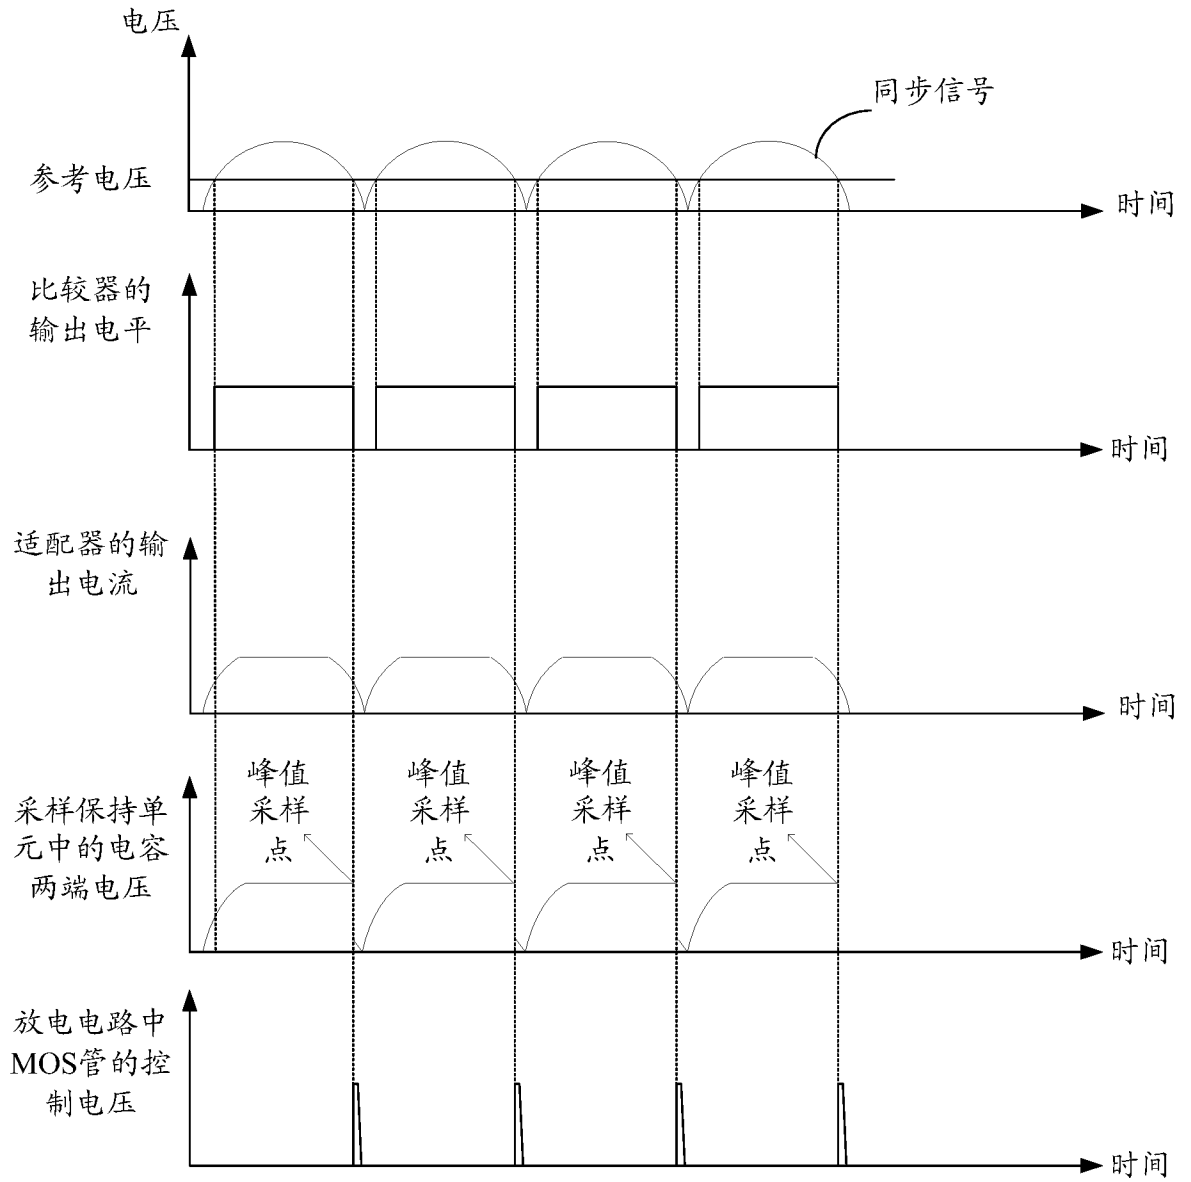 电压
同步信号
参考电压
时间
比较器的
输出电平
时间
适配器的输
出电流
时间
峰值
采样
点
峰值
采样
点
峰值
采样
点
峰值
采样
点
采样保持单
元中的电容
两端电压
时间
放电电路中
MOS管的控
制电压
时间